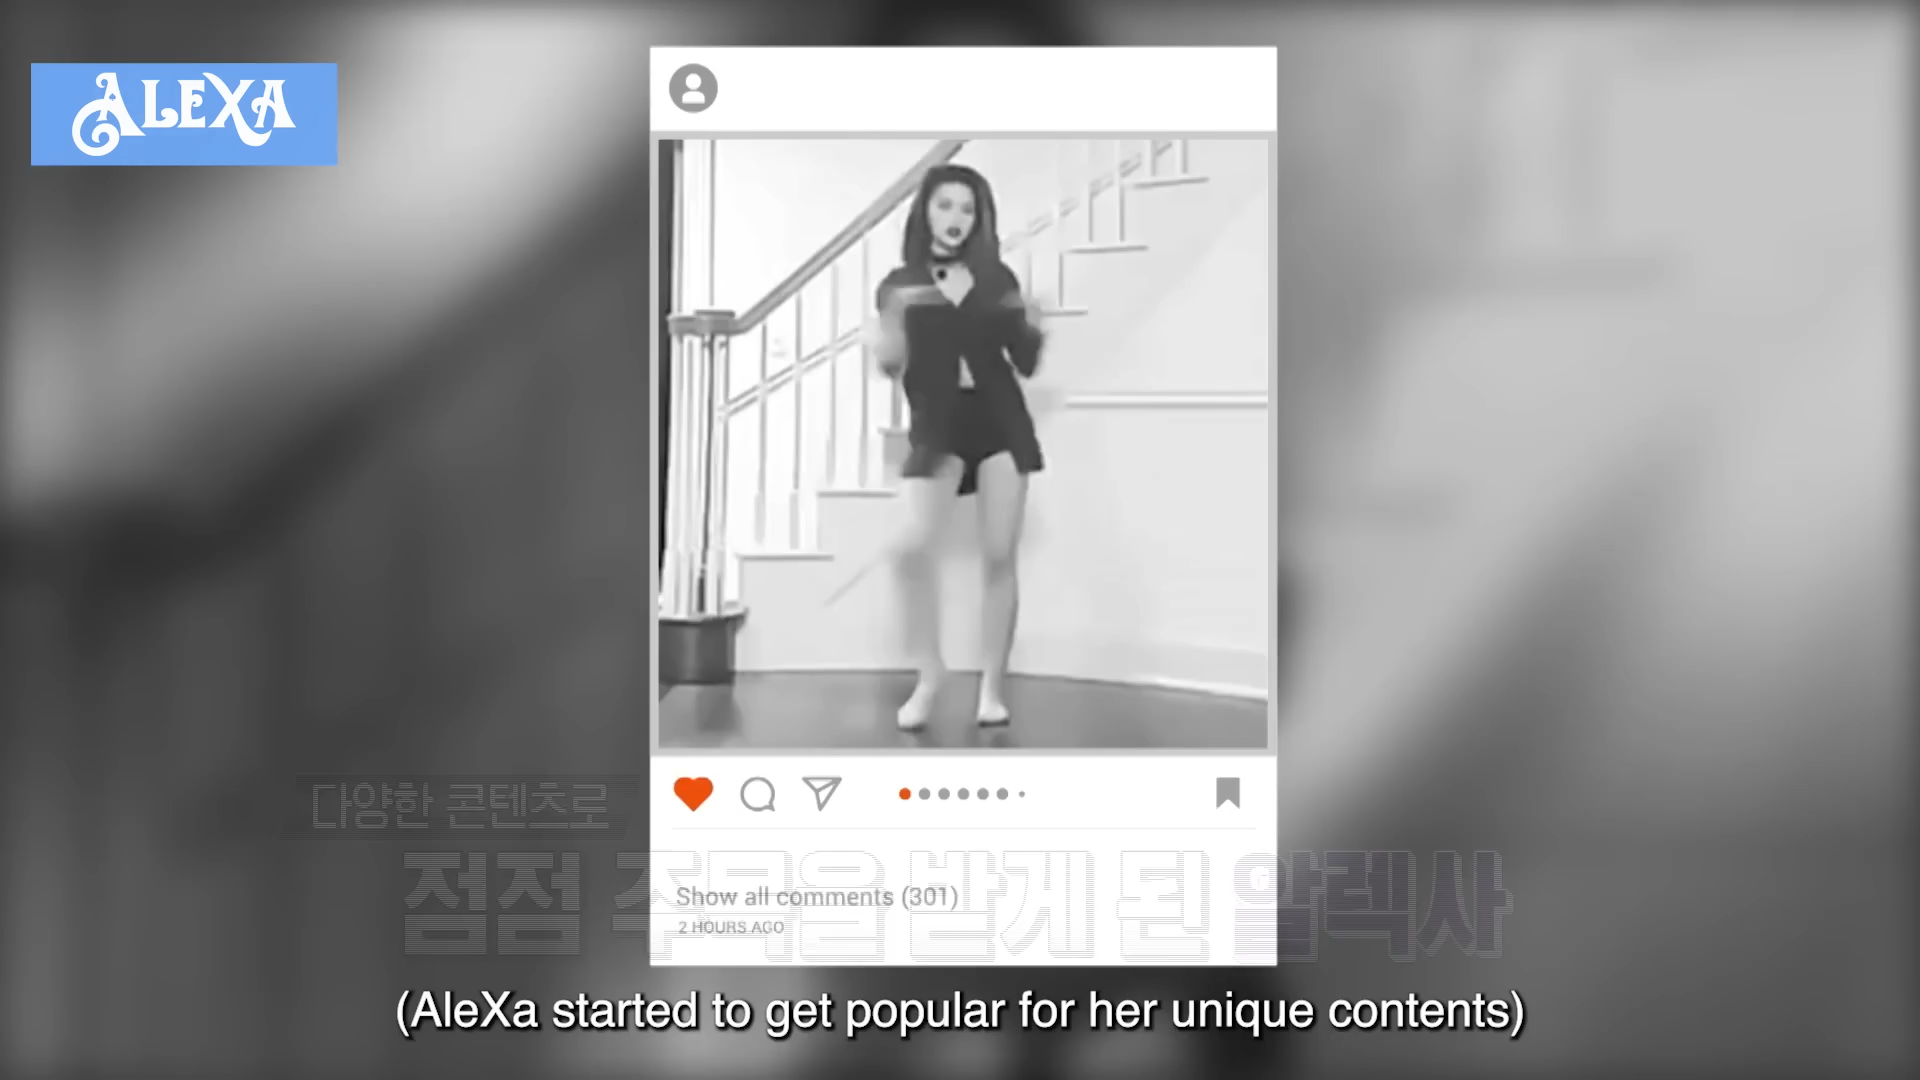 ALEXA
다양한 콘텐츠로
점점 주목을 받게 된 알렉사
Show all comments (301)
2 HOURS AGO
(AleXa started to get popular for her unique contents)